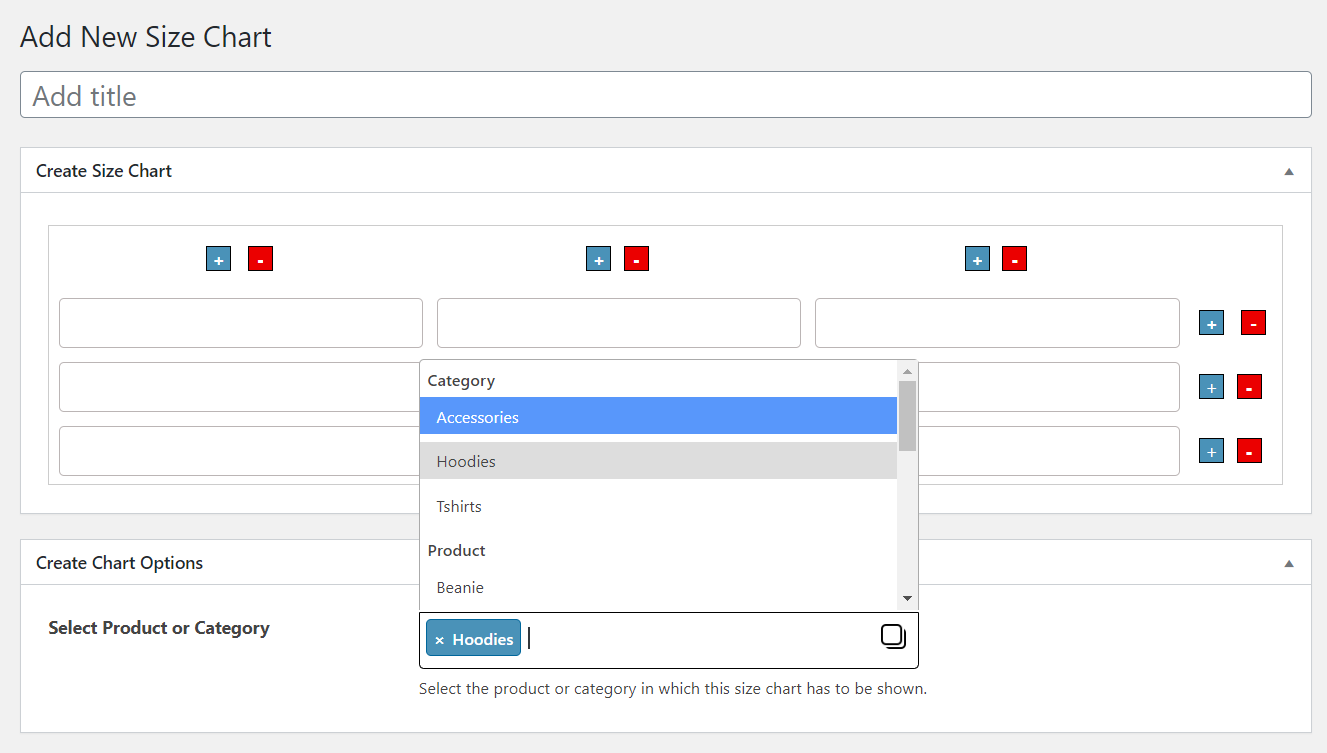 Add New Size Chart
Add title
Create Size Chart
+ - + - + -
+ -
+ -
+ -
Category
Accessories
Hoodies
Tshirts
Product
Beanie
Create Chart Options
Select Product or Category
× Hoodies
Select the product or category in which this size chart has to be shown.